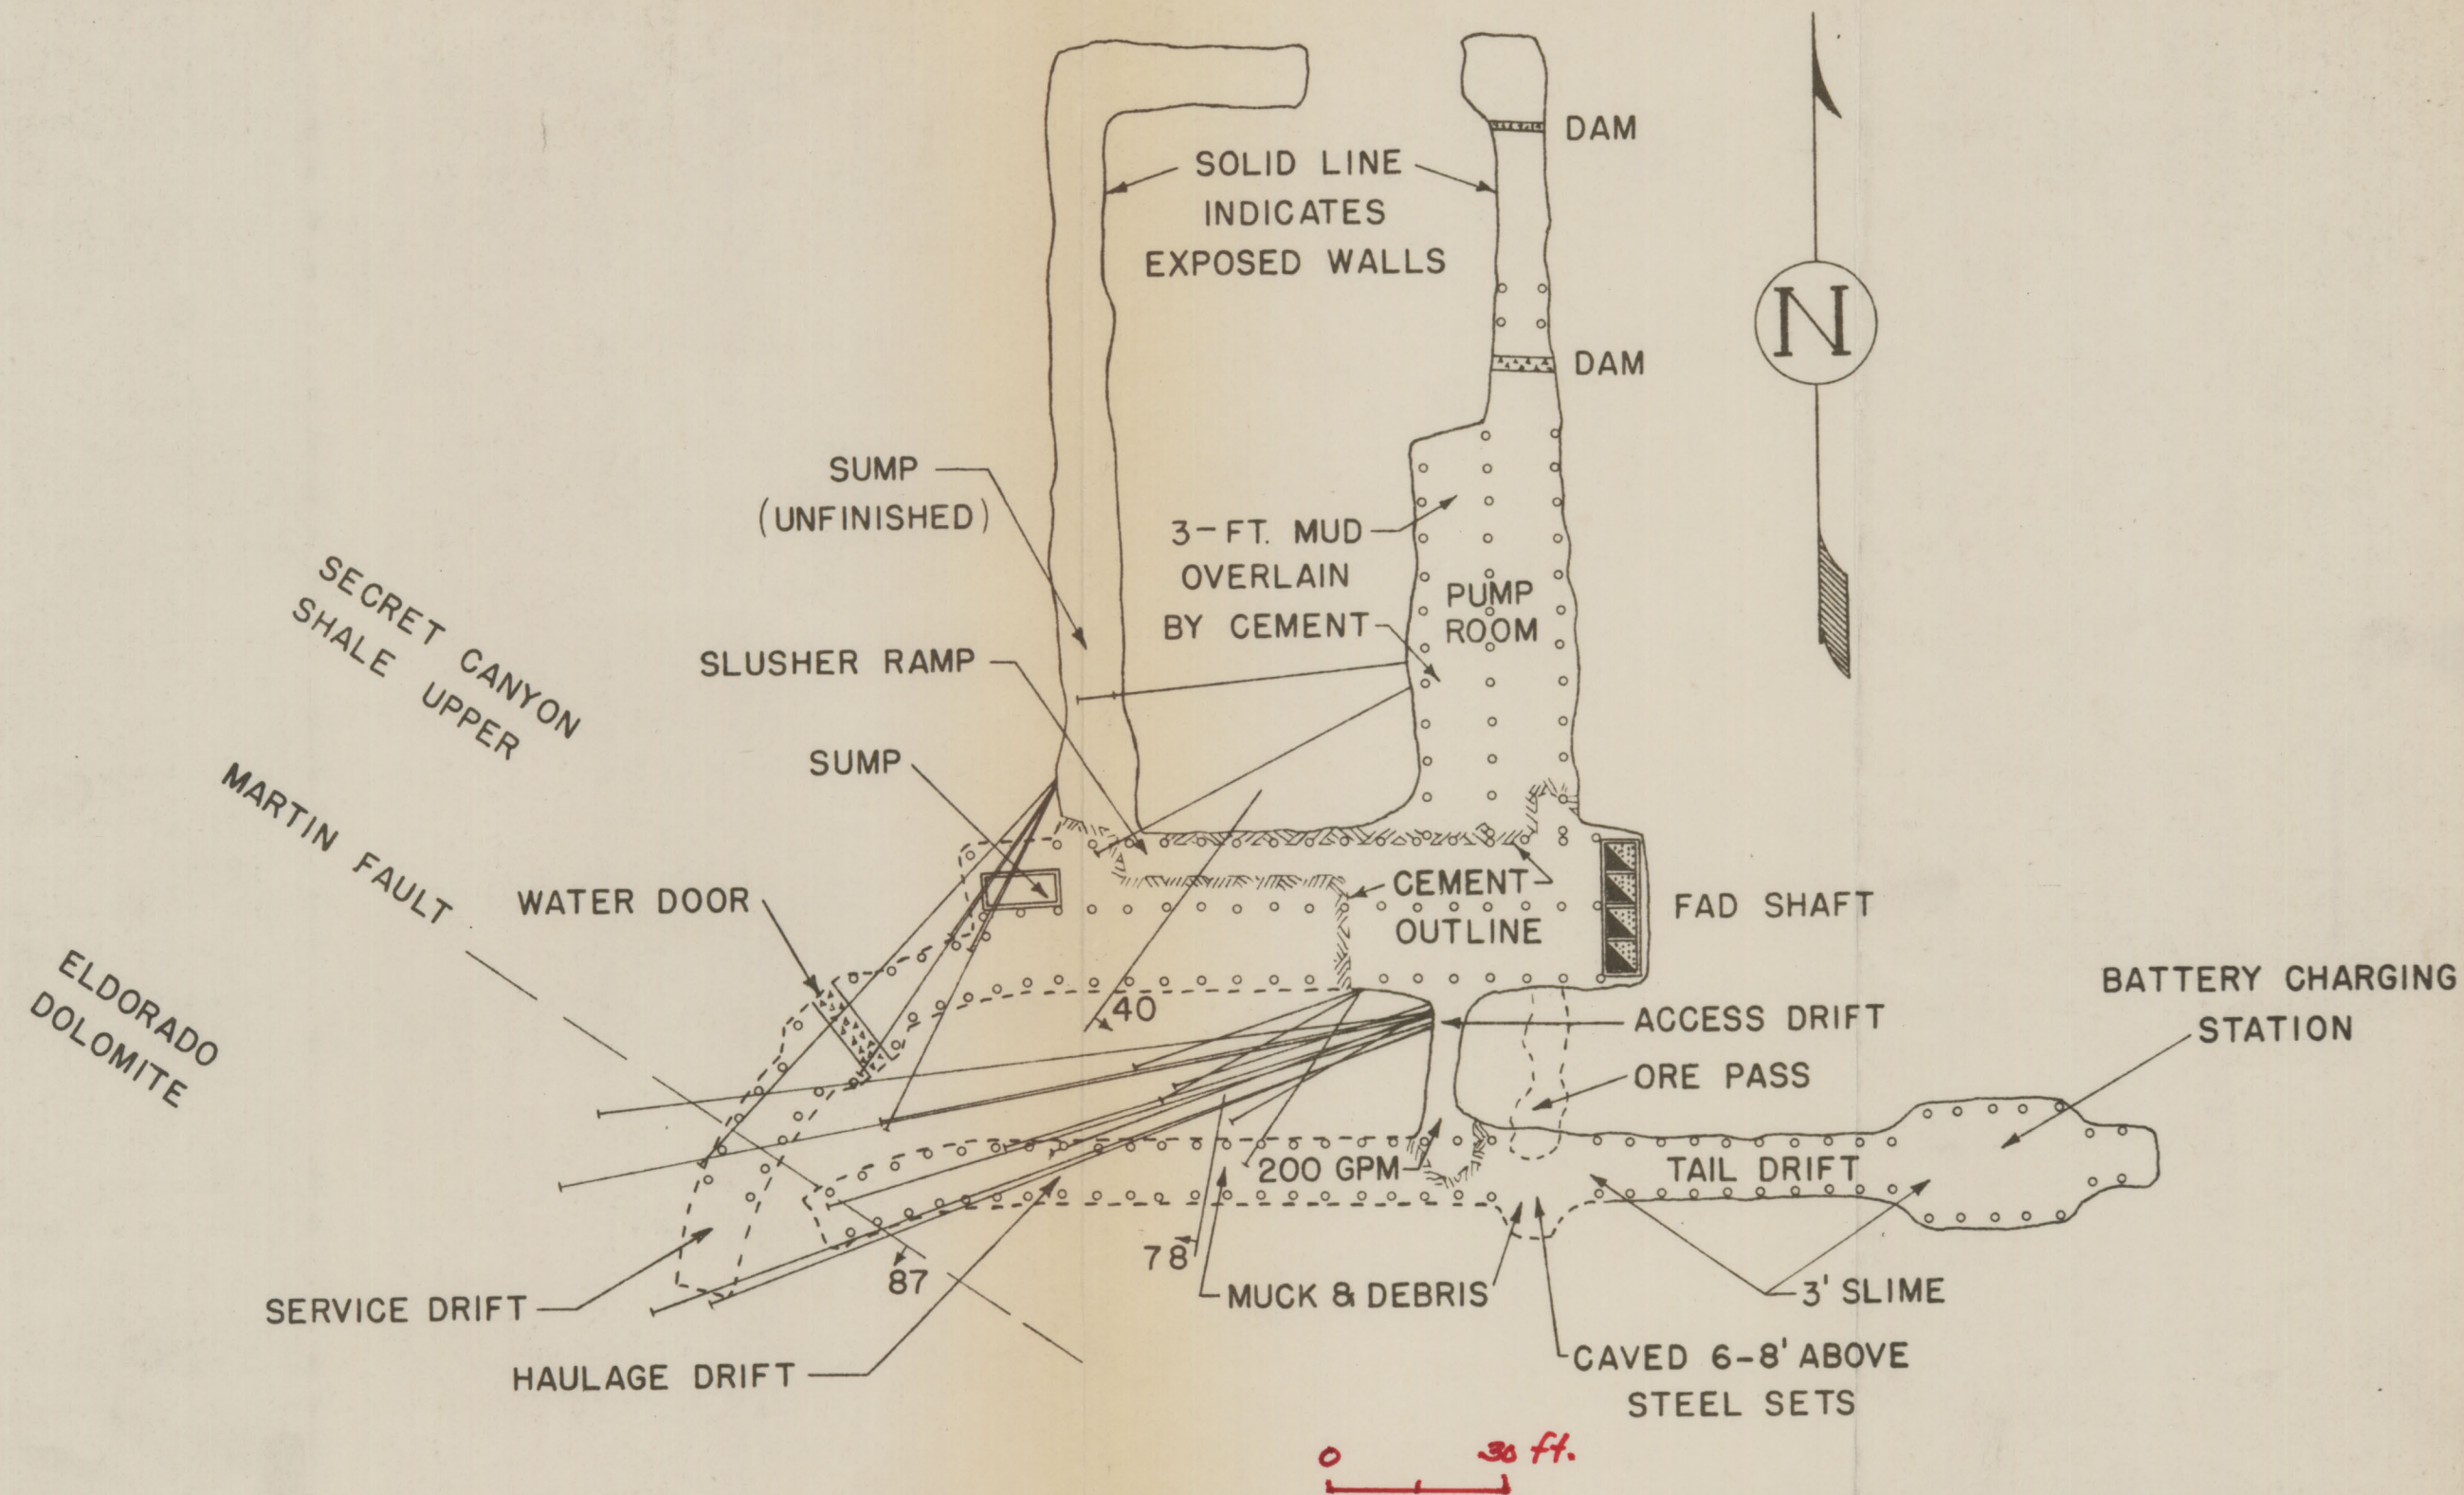 DAM
SOLID LINE
INDICATES
EXPOSED WALLS
N
DAM
SUMP
(UNFINISHED)
3-FT. MUD
OVERLAIN
BY CEMENT
PUMP
ROOM
SECRET CANYON
SHALE UPPER
SLUSHER RAMP
SUMP
MARTIN FAULT
WATER DOOR
CEMENT
OUTLINE
FAD SHAFT
ELDORADO
DOLOMITE
BATTERY CHARGING
STATION
40
ACCESS DRIFT
ORE PASS
200 GPM
TAIL DRIFT
78
87
MUCK & DEBRIS
3' SLIME
SERVICE DRIFT
HAULAGE DRIFT
CAVED 6-8' ABOVE
STEEL SETS
0 30 ft.